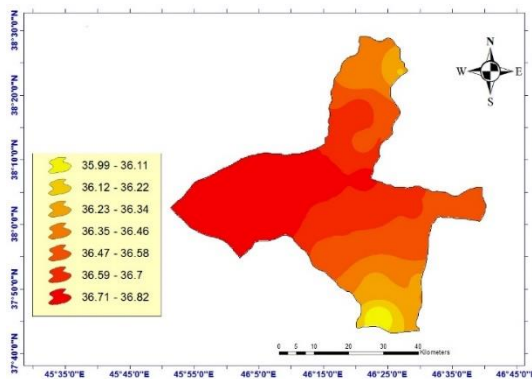 N
W E
S
38°30'0"N
38°20'0"N
38°10'0"N
38°0'0"N
37°50'0"N
37°40'0"N
35.99 - 36.11
36.12 - 36.22
36.23 - 36.34
36.35 - 36.46
36.47 - 36.58
36.59 - 36.7
36.71 - 36.82
0 5 10 20 30 40
Kilometers
45°35'0"E 45°45'0"E 46°5'0"E 46°15'0"E 46°25'0"E 46°35'0"E 46°45'0"E